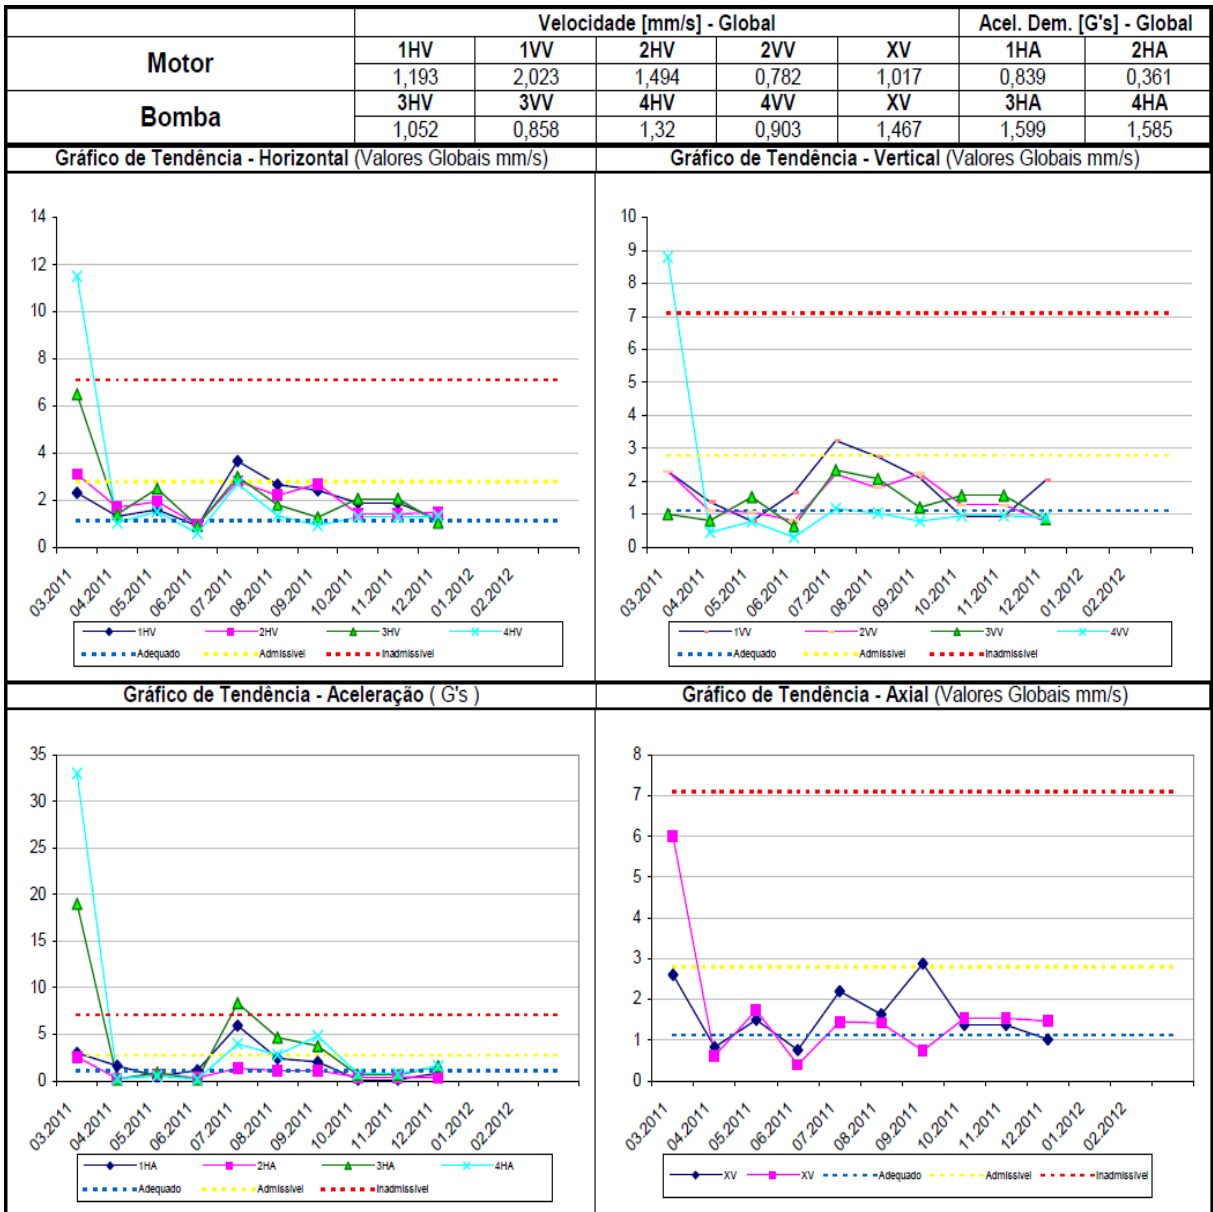 Velocidade [mm/s] - Global Acel. Dem. [G's] - Global
Motor 1HV 1VV 2HV 2VV XV 1HA 2HA
1,193 2,023 1,494 0,782 1,017 0,839 0,361
Bomba 3HV 3VV 4HV 4VV XV 3HA 4HA
1,052 0,858 1,32 0,903 1,467 1,599 1,585
Gráfico de Tendência - Horizontal (Valores Globais mm/s)
14
12
10
8
6
4
2
0
03.2011 04.2011 05.2011 06.2011 07.2011 08.2011 09.2011 10.2011 11.2011 12.2011 01.2012 02.2012
1HV 2HV 3HV 4HV
Adequado Admissivel Inadmissivel
Gráfico de Tendência - Vertical (Valores Globais mm/s)
10
9
8
7
6
5
4
3
2
1
0
03.2011 04.2011 05.2011 06.2011 07.2011 08.2011 09.2011 10.2011 11.2011 12.2011 01.2012 02.2012
1VV 2VV 3VV 4VV
Adequado Admissivel Inadmissivel
Gráfico de Tendência - Aceleração ( G's )
35
30
25
20
15
10
5
0
03.2011 04.2011 05.2011 06.2011 07.2011 08.2011 09.2011 10.2011 11.2011 12.2011 01.2012 02.2012
1HA 2HA 3HA 4HA
Adequado Admissivel Inadmissivel
Gráfico de Tendência - Axial (Valores Globais mm/s)
8
7
6
5
4
3
2
1
0
03.2011 04.2011 05.2011 06.2011 07.2011 08.2011 09.2011 10.2011 11.2011 12.2011 01.2012 02.2012
XV XV Adequado Admissivel Inadmissivel